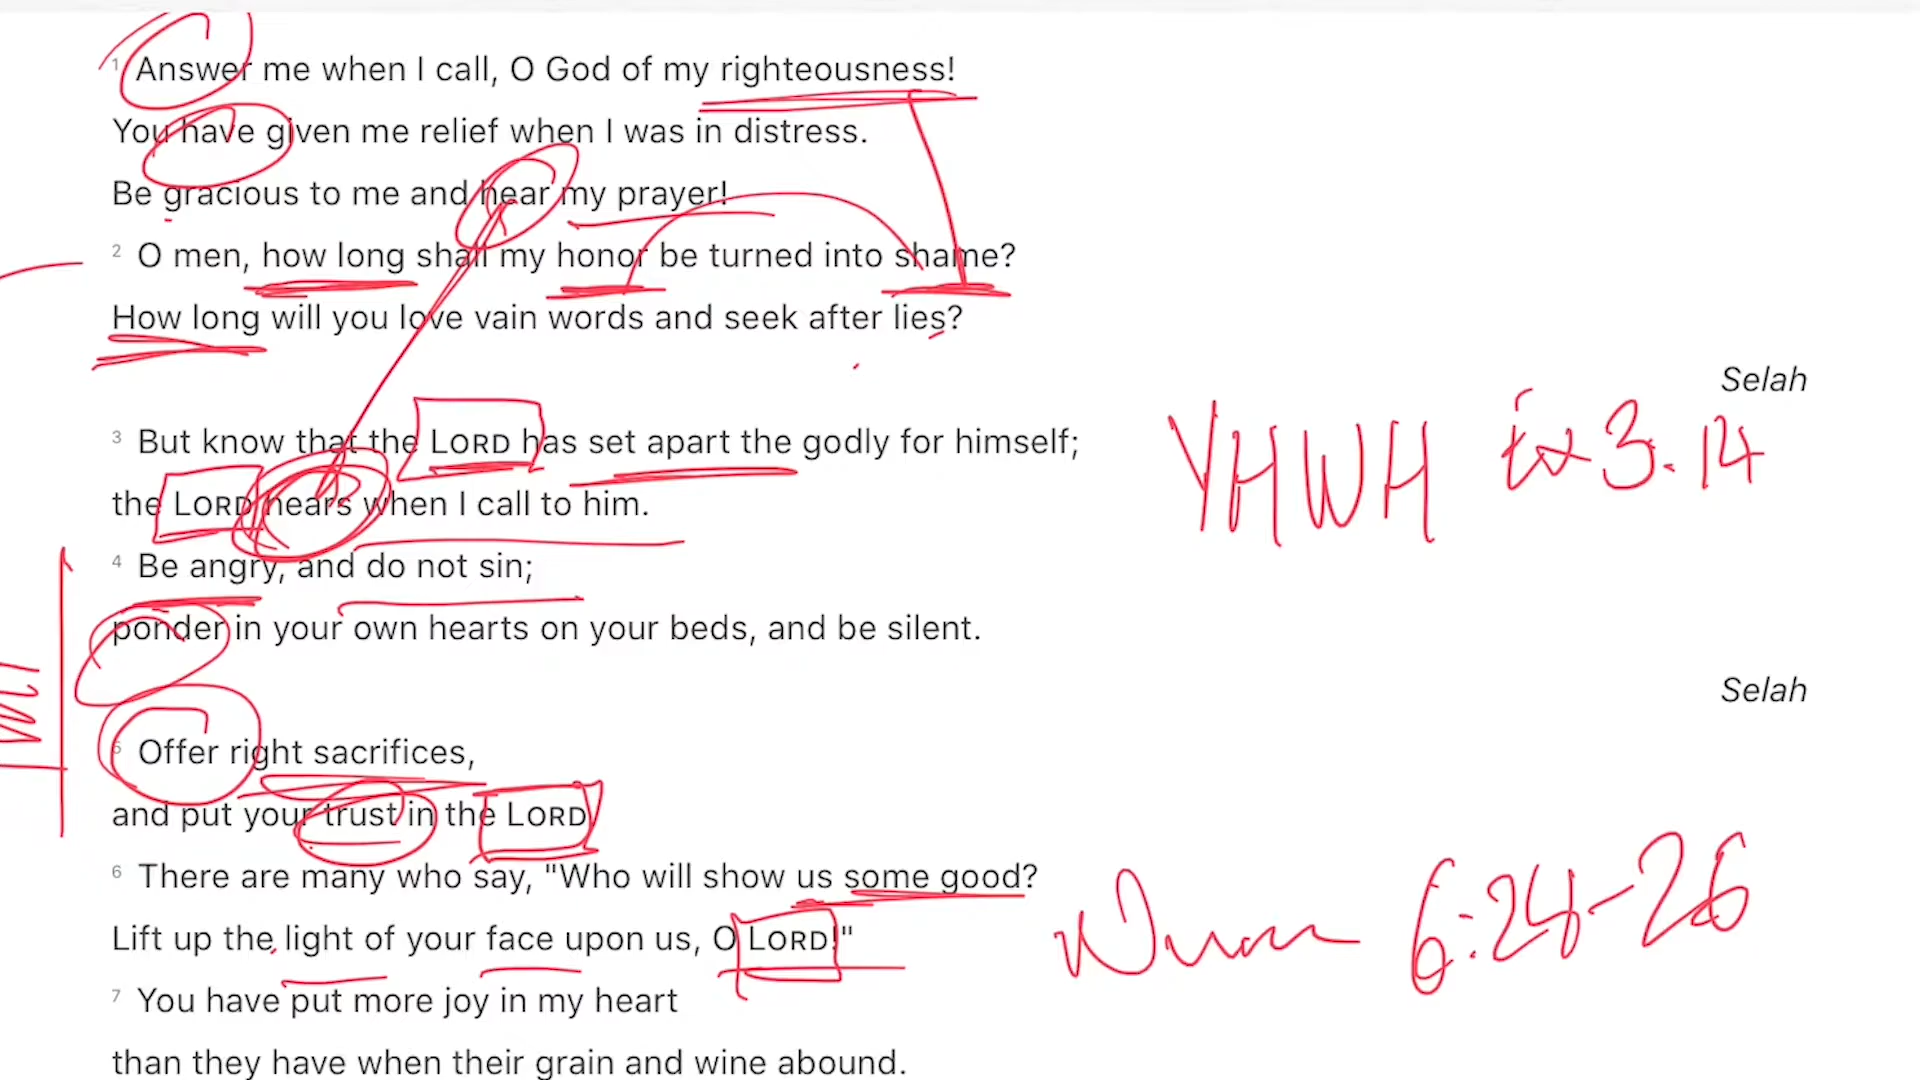 1 Answer me when I call, O God of my righteousness!
You have given me relief when I was in distress.
Be gracious to me and hear my prayer!
2 O men, how long shall my honor be turned into shame?
How long will you love vain words and seek after lies?
Selah
3 But know that the LORD has set apart the godly for himself;
YHWH Ex 3.14
the LORD hears when I call to him.
4 Be angry, and do not sin;
ponder in your own hearts on your beds, and be silent.
Selah
5 Offer right sacrifices,
and put your trust in the LORD
6 There are many who say, "Who will show us some good?
Lift up the light of your face upon us, O LORD!"
Num 6:24-26
7 You have put more joy in my heart
than they have when their grain and wine abound.